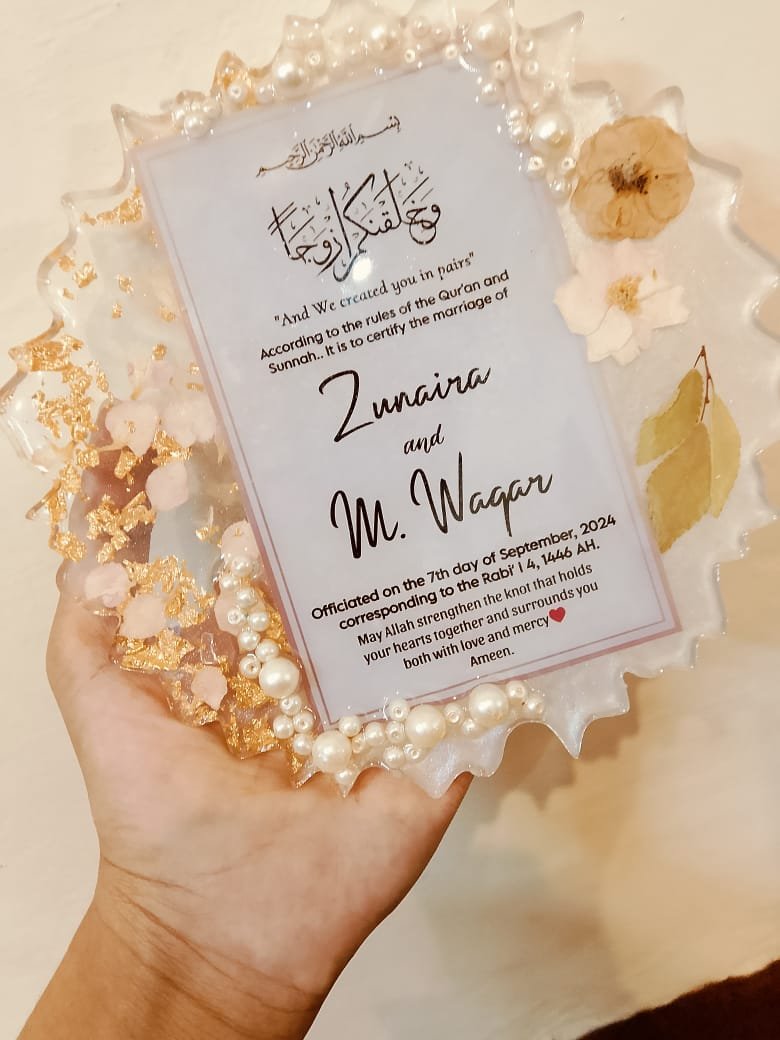 بسم الله الرحمن الرحيم
وخلقنكم ازوجا
"And We created you in pairs"
According to the rules of the Qur'an and
Sunnah.. It is to certify the marriage of
Zunaira
and
M. Waqar
Officiated on the 7th day of September, 2024
corresponding to the Rabi' I 4, 1446 AH.
May Allah strengthen the knot that holds
your hearts together and surrounds you
both with love and mercy❤
Ameen.